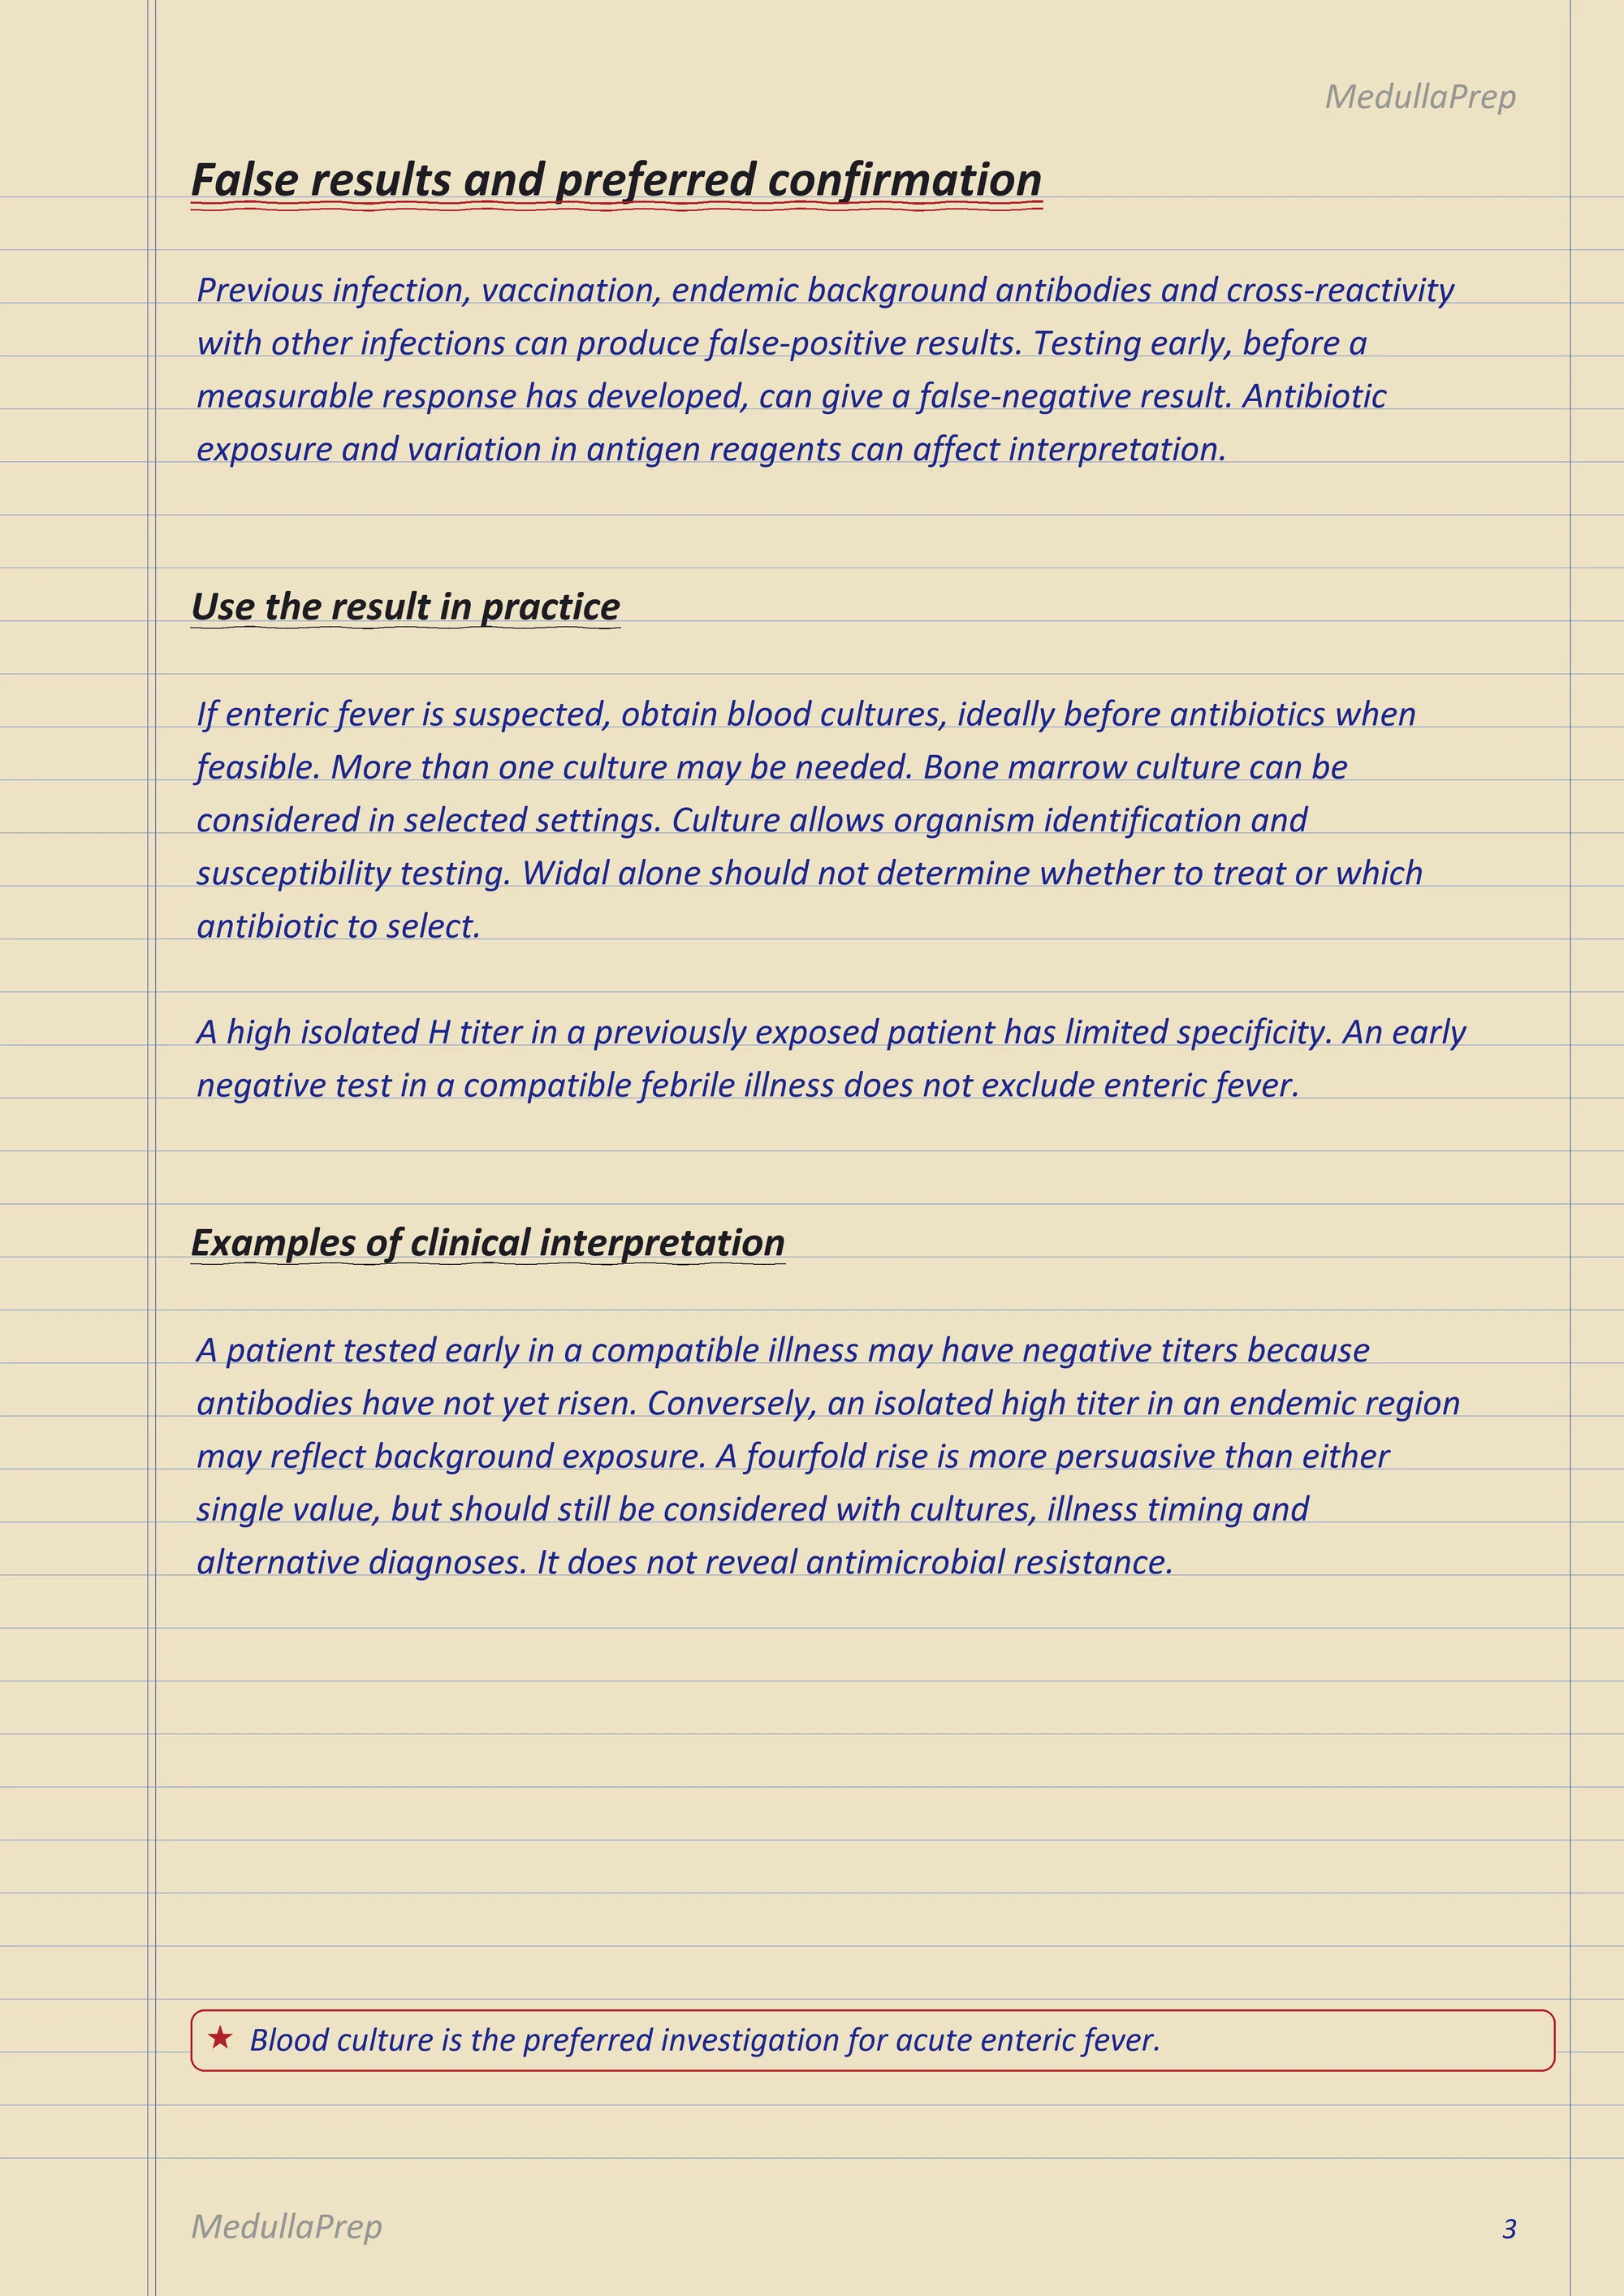 MedullaPrep
False results and preferred confirmation
Previous infection, vaccination, endemic background antibodies and cross-reactivity
with other infections can produce false-positive results. Testing early, before a
measurable response has developed, can give a false-negative result. Antibiotic
exposure and variation in antigen reagents can affect interpretation.
Use the result in practice
If enteric fever is suspected, obtain blood cultures, ideally before antibiotics when
feasible. More than one culture may be needed. Bone marrow culture can be
considered in selected settings. Culture allows organism identification and
susceptibility testing. Widal alone should not determine whether to treat or which
antibiotic to select.
A high isolated H titer in a previously exposed patient has limited specificity. An early
negative test in a compatible febrile illness does not exclude enteric fever.
Examples of clinical interpretation
A patient tested early in a compatible illness may have negative titers because
antibodies have not yet risen. Conversely, an isolated high titer in an endemic region
may reflect background exposure. A fourfold rise is more persuasive than either
single value, but should still be considered with cultures, illness timing and
alternative diagnoses. It does not reveal antimicrobial resistance.
★ Blood culture is the preferred investigation for acute enteric fever.
MedullaPrep
3